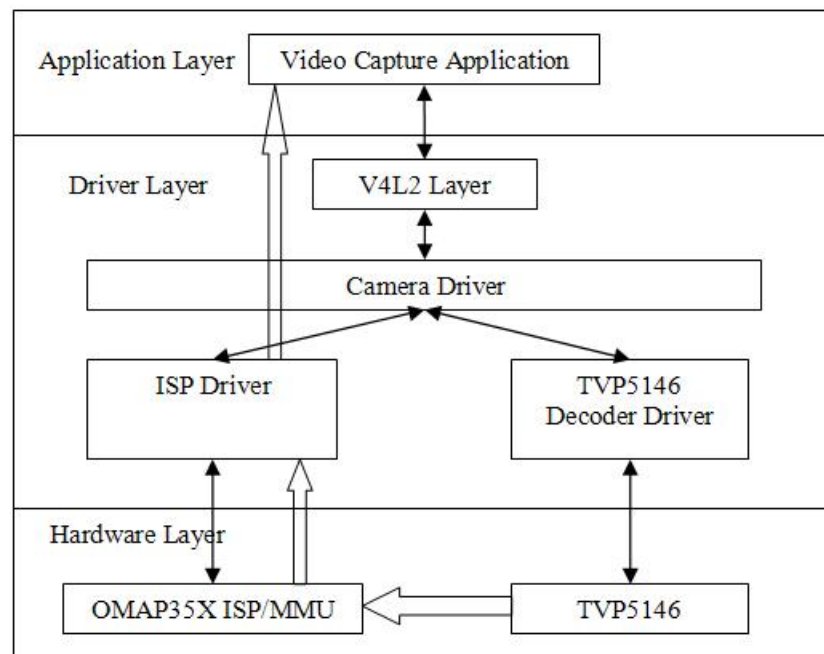 Application Layer
Video Capture Application
Driver Layer
V4L2 Layer
Camera Driver
ISP Driver
TVP5146
Decoder Driver
Hardware Layer
OMAP35X ISP/MMU
TVP5146